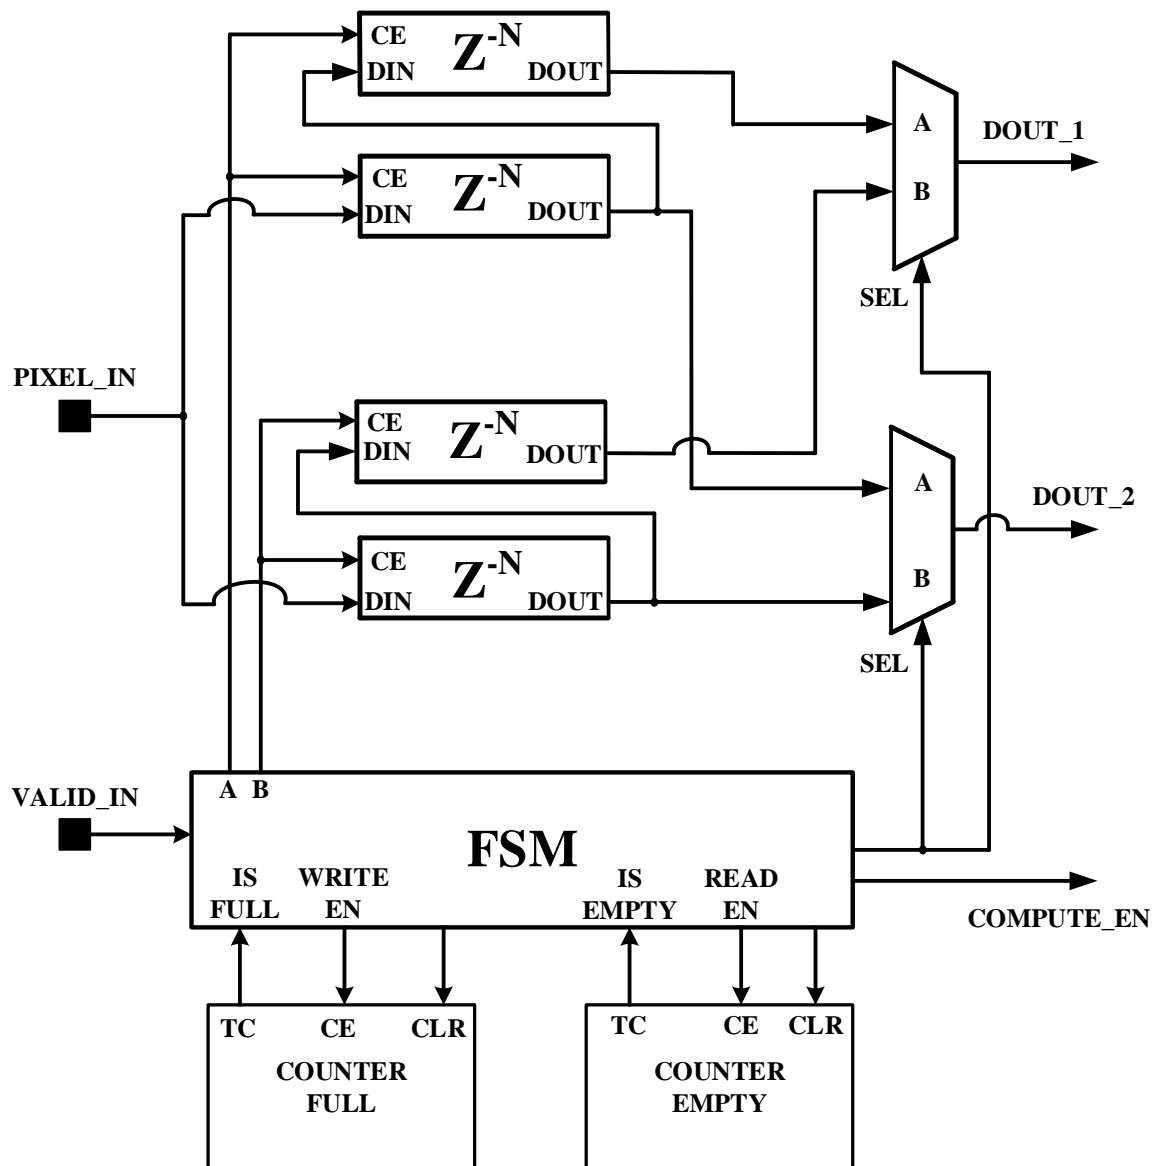 CE Z-N
DIN DOUT
A DOUT_1
CE Z-N
B
DIN DOUT
SEL
PIXEL_IN
CE Z-N
DIN DOUT
A DOUT_2
CE Z-N
B
DIN DOUT
SEL
A B
VALID_IN
FSM
IS WRITE IS READ
FULL EN EMPTY EN
COMPUTE_EN
TC CE CLR TC CE CLR
COUNTER COUNTER
FULL EMPTY